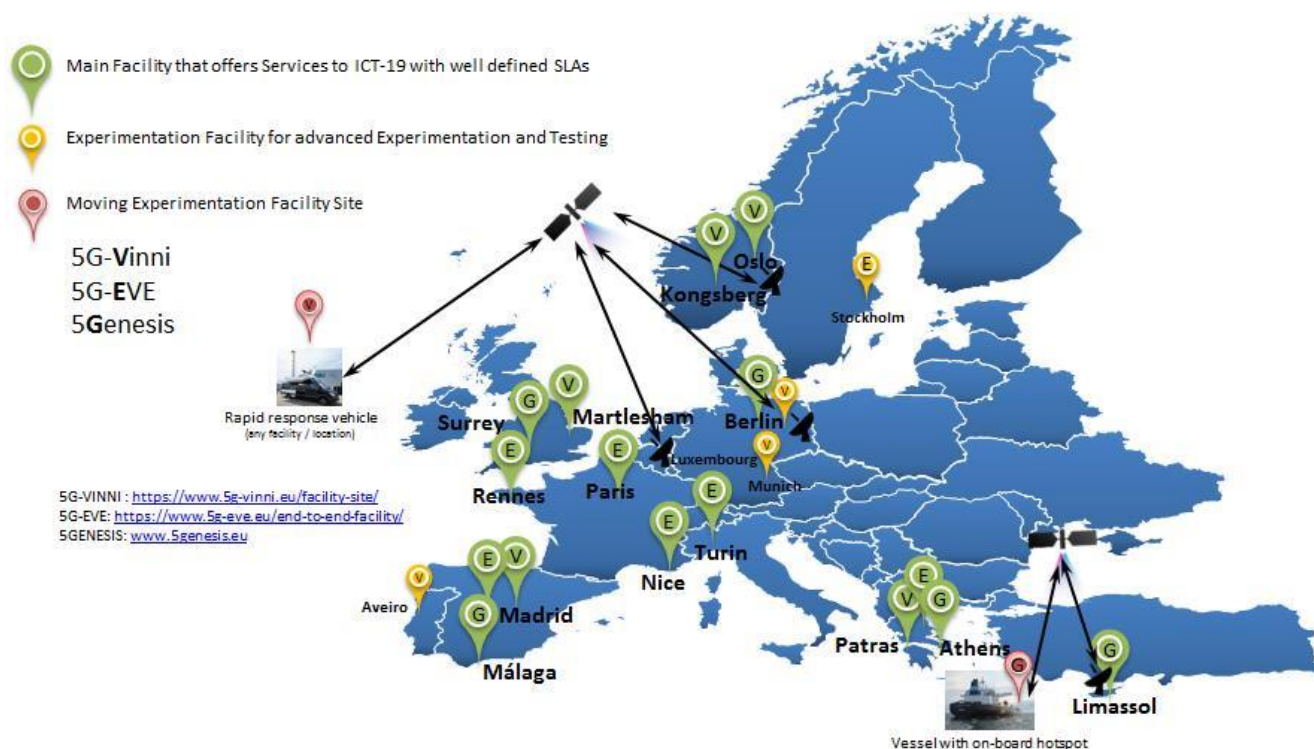 Main Facility that offers Services to ICT-19 with well defined SLAs
Experimentation Facility for advanced Experimentation and Testing
Moving Experimentation Facility Site
5G-Vinni
5G-EVE
5Genesis
V
Rapid response vehicle
(any facility / location)
5G-VINNI : https://www.5g-vinni.eu/facility-site/
5G-EVE: https://www.5g-eve.eu/end-to-end-facility/
5GENESIS: www.5genesis.eu
V
V
Oslo
Kongsberg
E
Stockholm
G
V
Berlin
V
Munich
V
Martlesham
G
Surrey
E
Rennes
E
Paris
Luxembourg
E
Turin
E
Nice
E
V
Madrid
V
Aveiro
G
Málaga
E
V
G
Patras
Athens
G
Limassol
G
Vessel with on-board hotspot